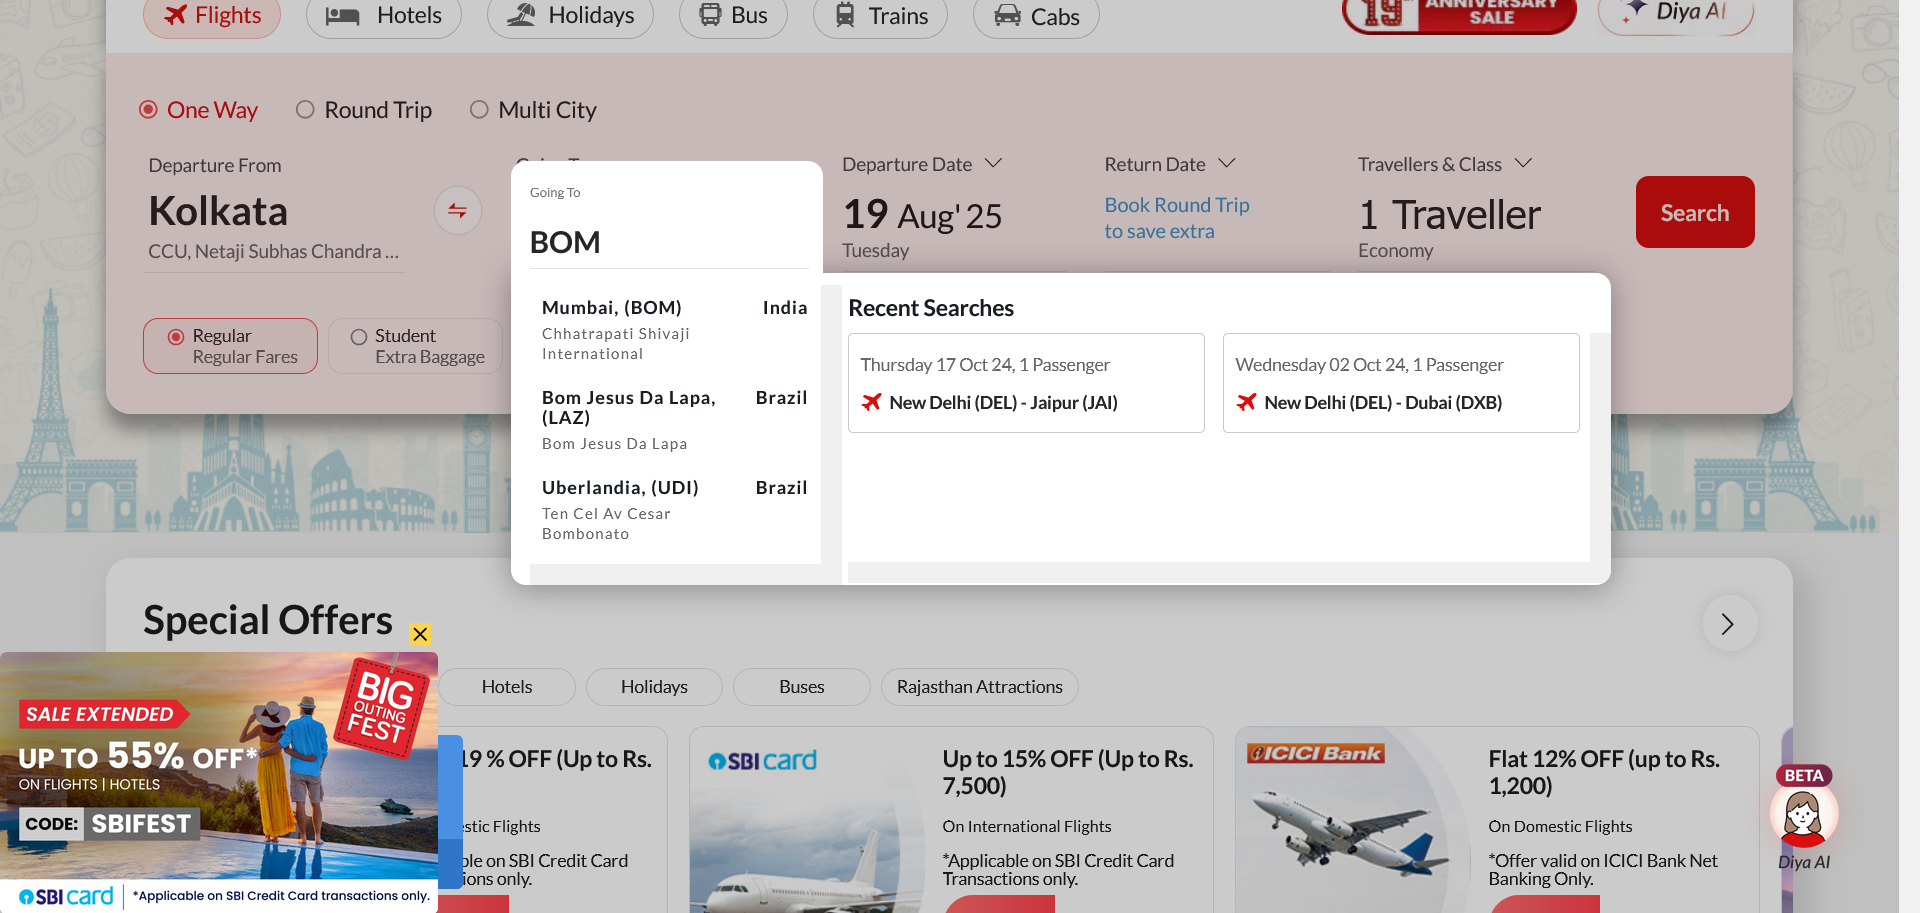 Flights
Hotels
Holidays
Bus
Trains
Cabs
19th ANNIVERSARY
SALE
Diya AI
One Way
Round Trip
Multi City
Departure From
Kolkata
CCU, Netaji Subhas Chandra ...
Going To
BOM
Departure Date
19 Aug' 25
Tuesday
Return Date
Book Round Trip
to save extra
Travellers & Class
1 Traveller
Economy
Search
Regular
Regular Fares
Student
Extra Baggage
Mumbai, (BOM) India
Chhatrapati Shivaji
International
Bom Jesus Da Lapa, Brazil
(LAZ)
Bom Jesus Da Lapa
Uberlandia, (UDI) Brazil
Ten Cel Av Cesar
Bombonato
Recent Searches
Thursday 17 Oct 24, 1 Passenger
New Delhi (DEL) - Jaipur (JAI)
Wednesday 02 Oct 24, 1 Passenger
New Delhi (DEL) - Dubai (DXB)
Special Offers
Hotels
Holidays
Buses
Rajasthan Attractions
SALE EXTENDED
UP TO 55% OFF*
ON FLIGHTS | HOTELS
CODE: SBIFEST
BIG
OUTING
FEST
SBI card
*Applicable on SBI Credit Card transactions only.
19 % OFF (Up to Rs.
stic Flights
ble on SBI Credit Card
ions only.
SBI card
Up to 15% OFF (Up to Rs.
7,500)
On International Flights
*Applicable on SBI Credit Card
Transactions only.
ICICI Bank
Flat 12% OFF (up to Rs.
1,200)
On Domestic Flights
*Offer valid on ICICI Bank Net
Banking Only.
BETA
Diya AI